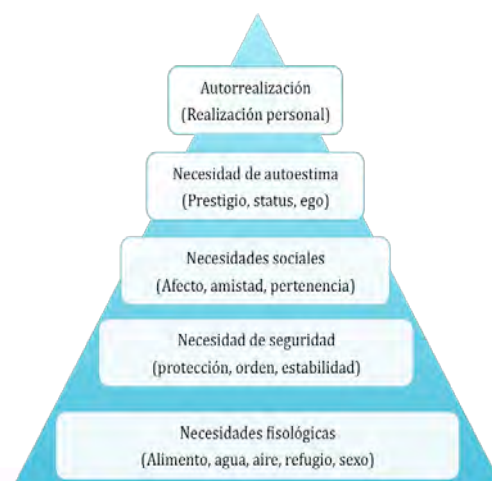 Autorrealización
(Realización personal)
Necesidad de autoestima
(Prestigio, status, ego)
Necesidades sociales
(Afecto, amistad, pertenencia)
Necesidad de seguridad
(protección, orden, estabilidad)
Necesidades fisológicas
(Alimento, agua, aire, refugio, sexo)